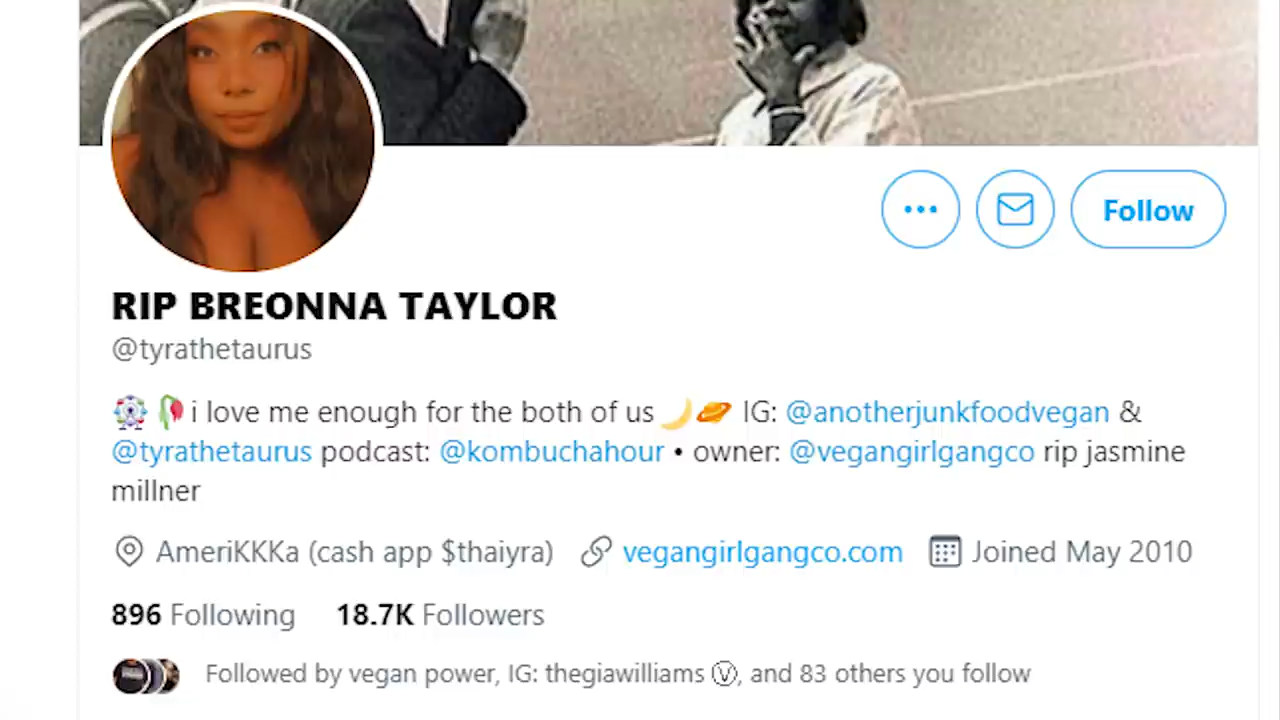 Follow
RIP BREONNA TAYLOR
@tyrathetaurus
i love me enough for the both of us 🌙🪐 IG: @anotherjunkfoodvegan &
@tyrathetaurus podcast: @kombuchahour • owner: @vegangirlgangco rip jasmine
millner
AmeriKKKa (cash app $thaiyra) vegangirlgangco.com Joined May 2010
896 Following 18.7K Followers
Followed by vegan power, IG: thegiawilliams Ⓥ, and 83 others you follow